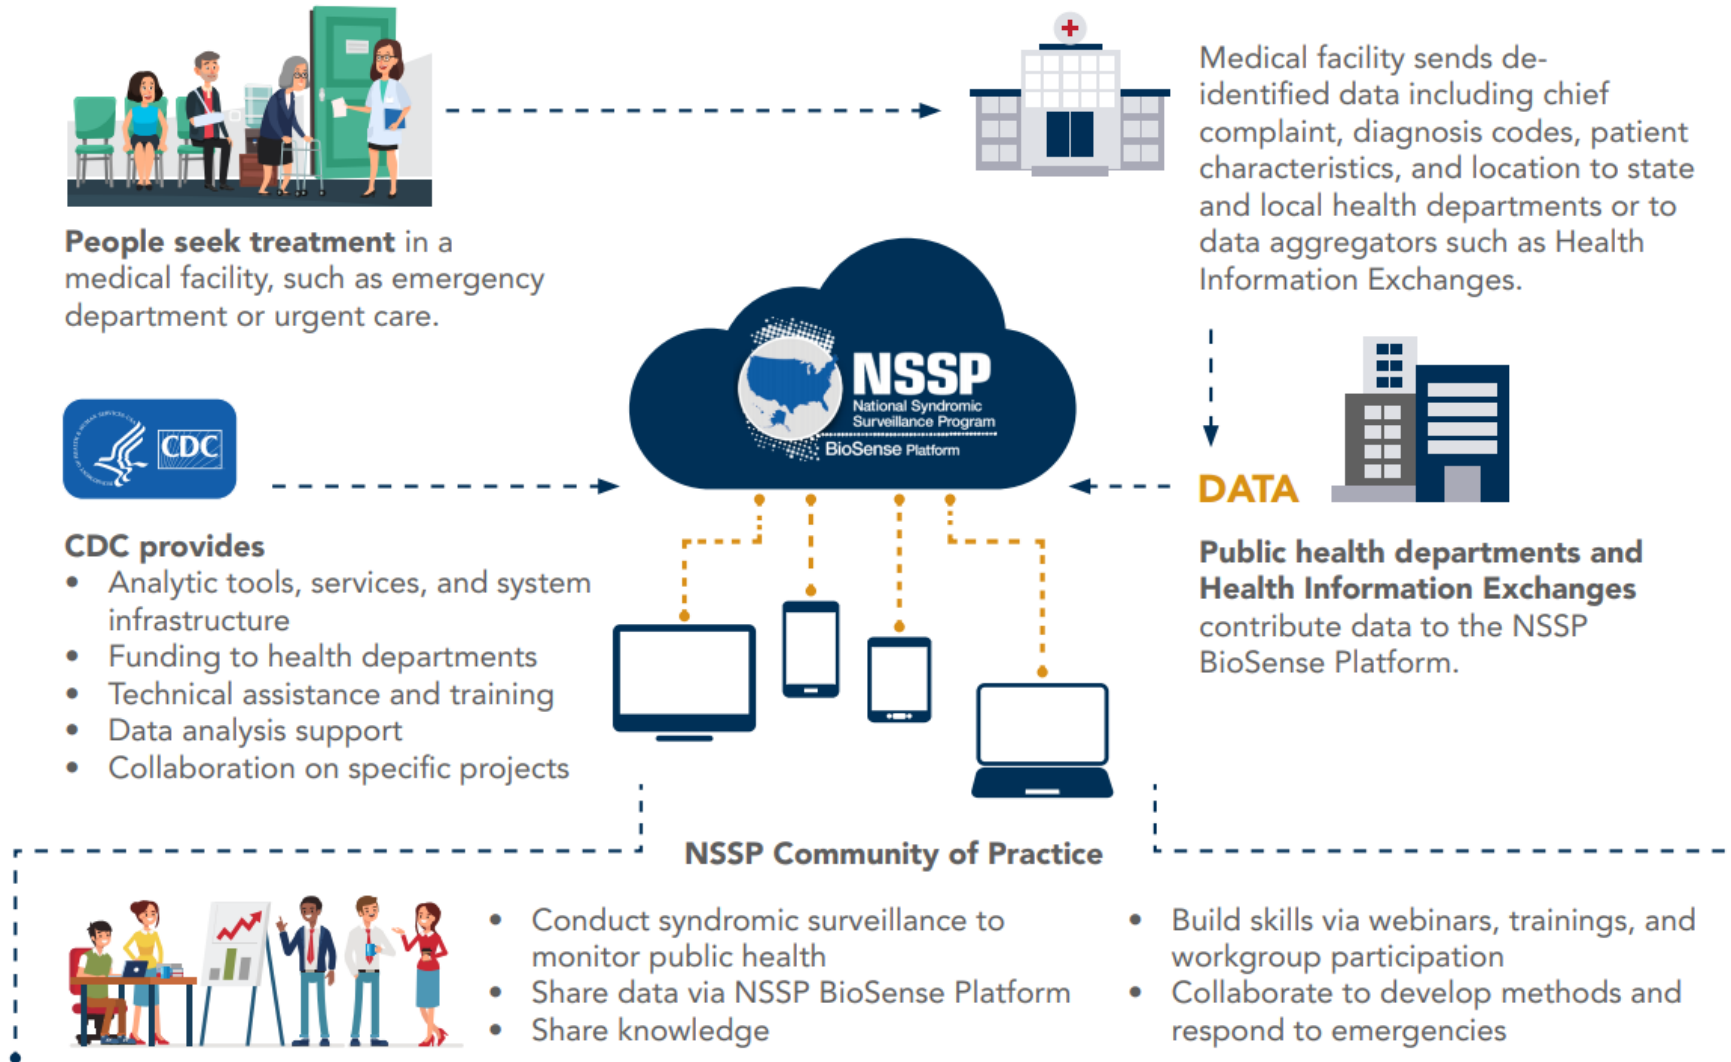 People seek treatment in a
medical facility, such as emergency
department or urgent care.
Medical facility sends de-
identified data including chief
complaint, diagnosis codes, patient
characteristics, and location to state
and local health departments or to
data aggregators such as Health
Information Exchanges.
NSSP
National Syndromic
Surveillance Program
BioSense Platform
CDC
CDC provides
• Analytic tools, services, and system
infrastructure
• Funding to health departments
• Technical assistance and training
• Data analysis support
• Collaboration on specific projects
DATA
Public health departments and
Health Information Exchanges
contribute data to the NSSP
BioSense Platform.
NSSP Community of Practice
• Conduct syndromic surveillance to
monitor public health
• Share data via NSSP BioSense Platform
• Share knowledge
• Build skills via webinars, trainings, and
workgroup participation
• Collaborate to develop methods and
respond to emergencies